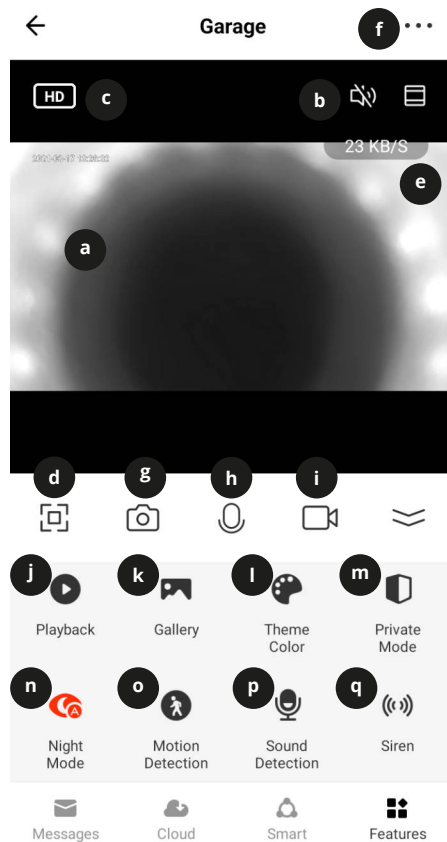 Garage
f
HD
c
b
23 KB/S
e
a
d
g
h
i
j
k
l
m
Playback
Gallery
Theme
Color
Private
Mode
n
A
o
p
q
Night
Mode
Motion
Detection
Sound
Detection
Siren
Messages
Cloud
Smart
Features